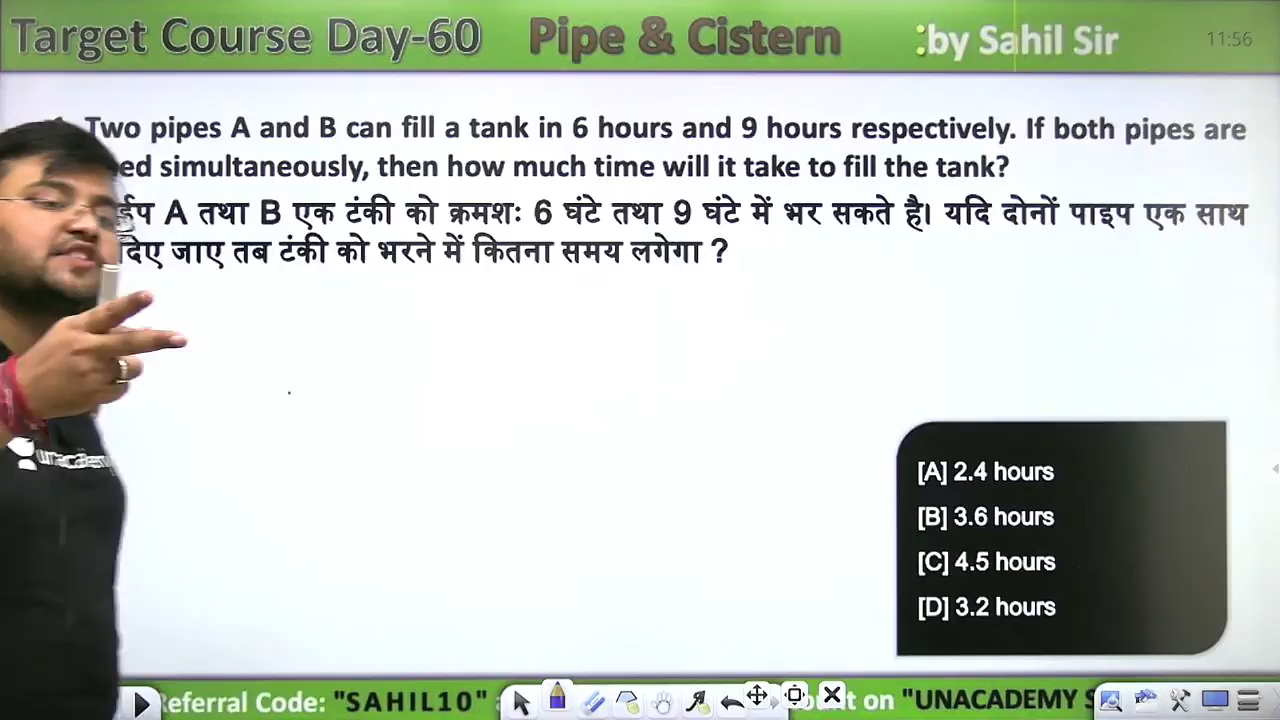 Target Course Day-60 Pipe & Cistern :by Sahil Sir 11:56
Two pipes A and B can fill a tank in 6 hours and 9 hours respectively. If both pipes are
ed simultaneously, then how much time will it take to fill the tank?
A तथा B एक टंकी को क्रमशः 6 घंटे तथा 9 घंटे में भर सकते है। यदि दोनों पाइप एक साथ
दिए जाए तब टंकी को भरने में कितना समय लगेगा ?
unacademy
[A] 2.4 hours
[B] 3.6 hours
[C] 4.5 hours
[D] 3.2 hours
eferral Code: "SAHIL10" on "UNACADEMY S